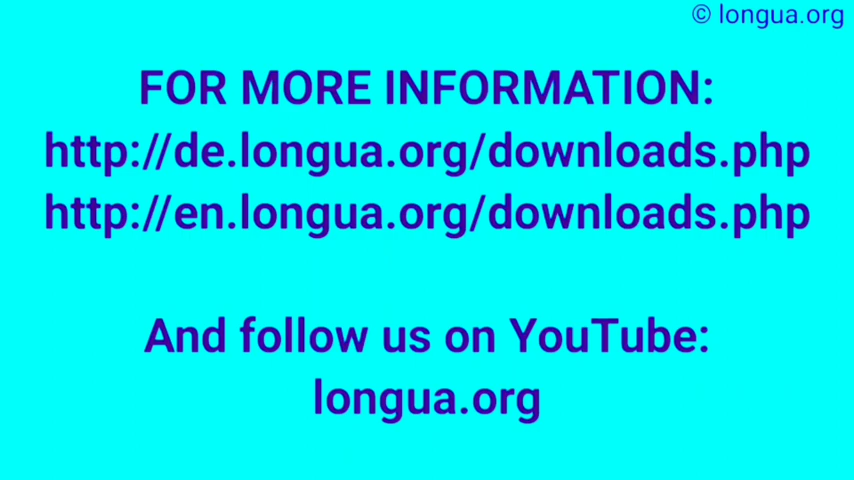 © longua.org
FOR MORE INFORMATION:
http://de.longua.org/downloads.php
http://en.longua.org/downloads.php
And follow us on YouTube:
longua.org